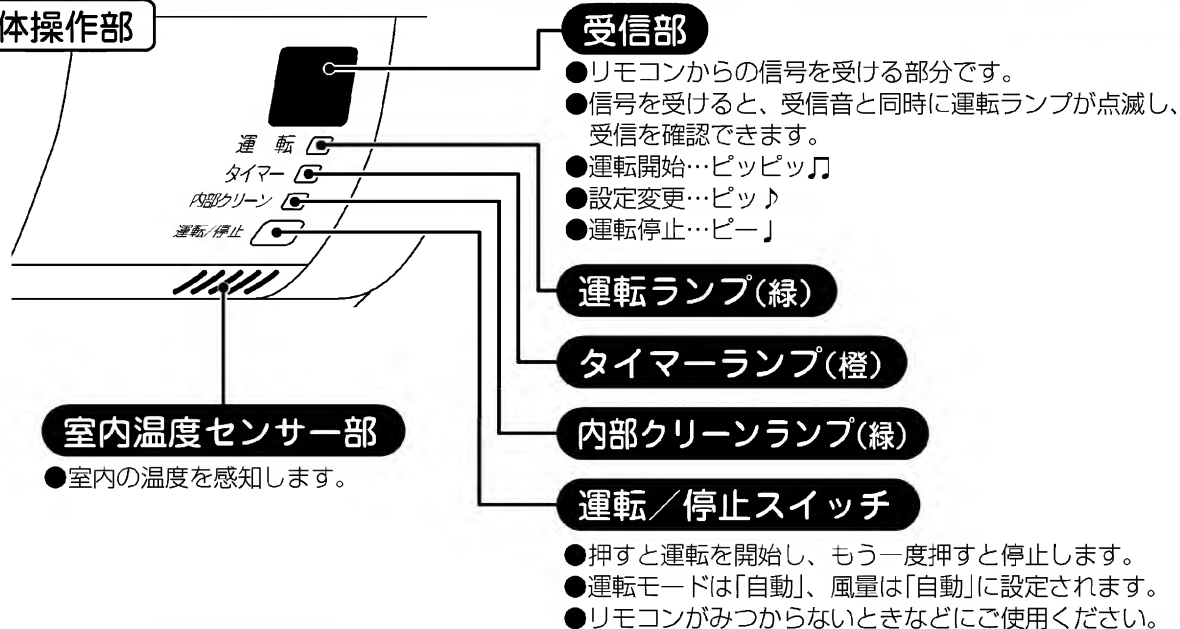 体操作部
受信部
●リモコンからの信号を受ける部分です。
●信号を受けると、受信音と同時に運転ランプが点滅し、
受信を確認できます。
●運転開始…ピッピッ♫
●設定変更…ピッ♪
●運転停止…ピー♩
運 転
タイマー
内部クリーン
運転/停止
運転ランプ(緑)
タイマーランプ(橙)
内部クリーンランプ(緑)
室内温度センサー部
●室内の温度を感知します。
運転／停止スイッチ
●押すと運転を開始し、もう一度押すと停止します。
●運転モードは「自動」、風量は「自動」に設定されます。
●リモコンがみつからないときなどにご使用ください。